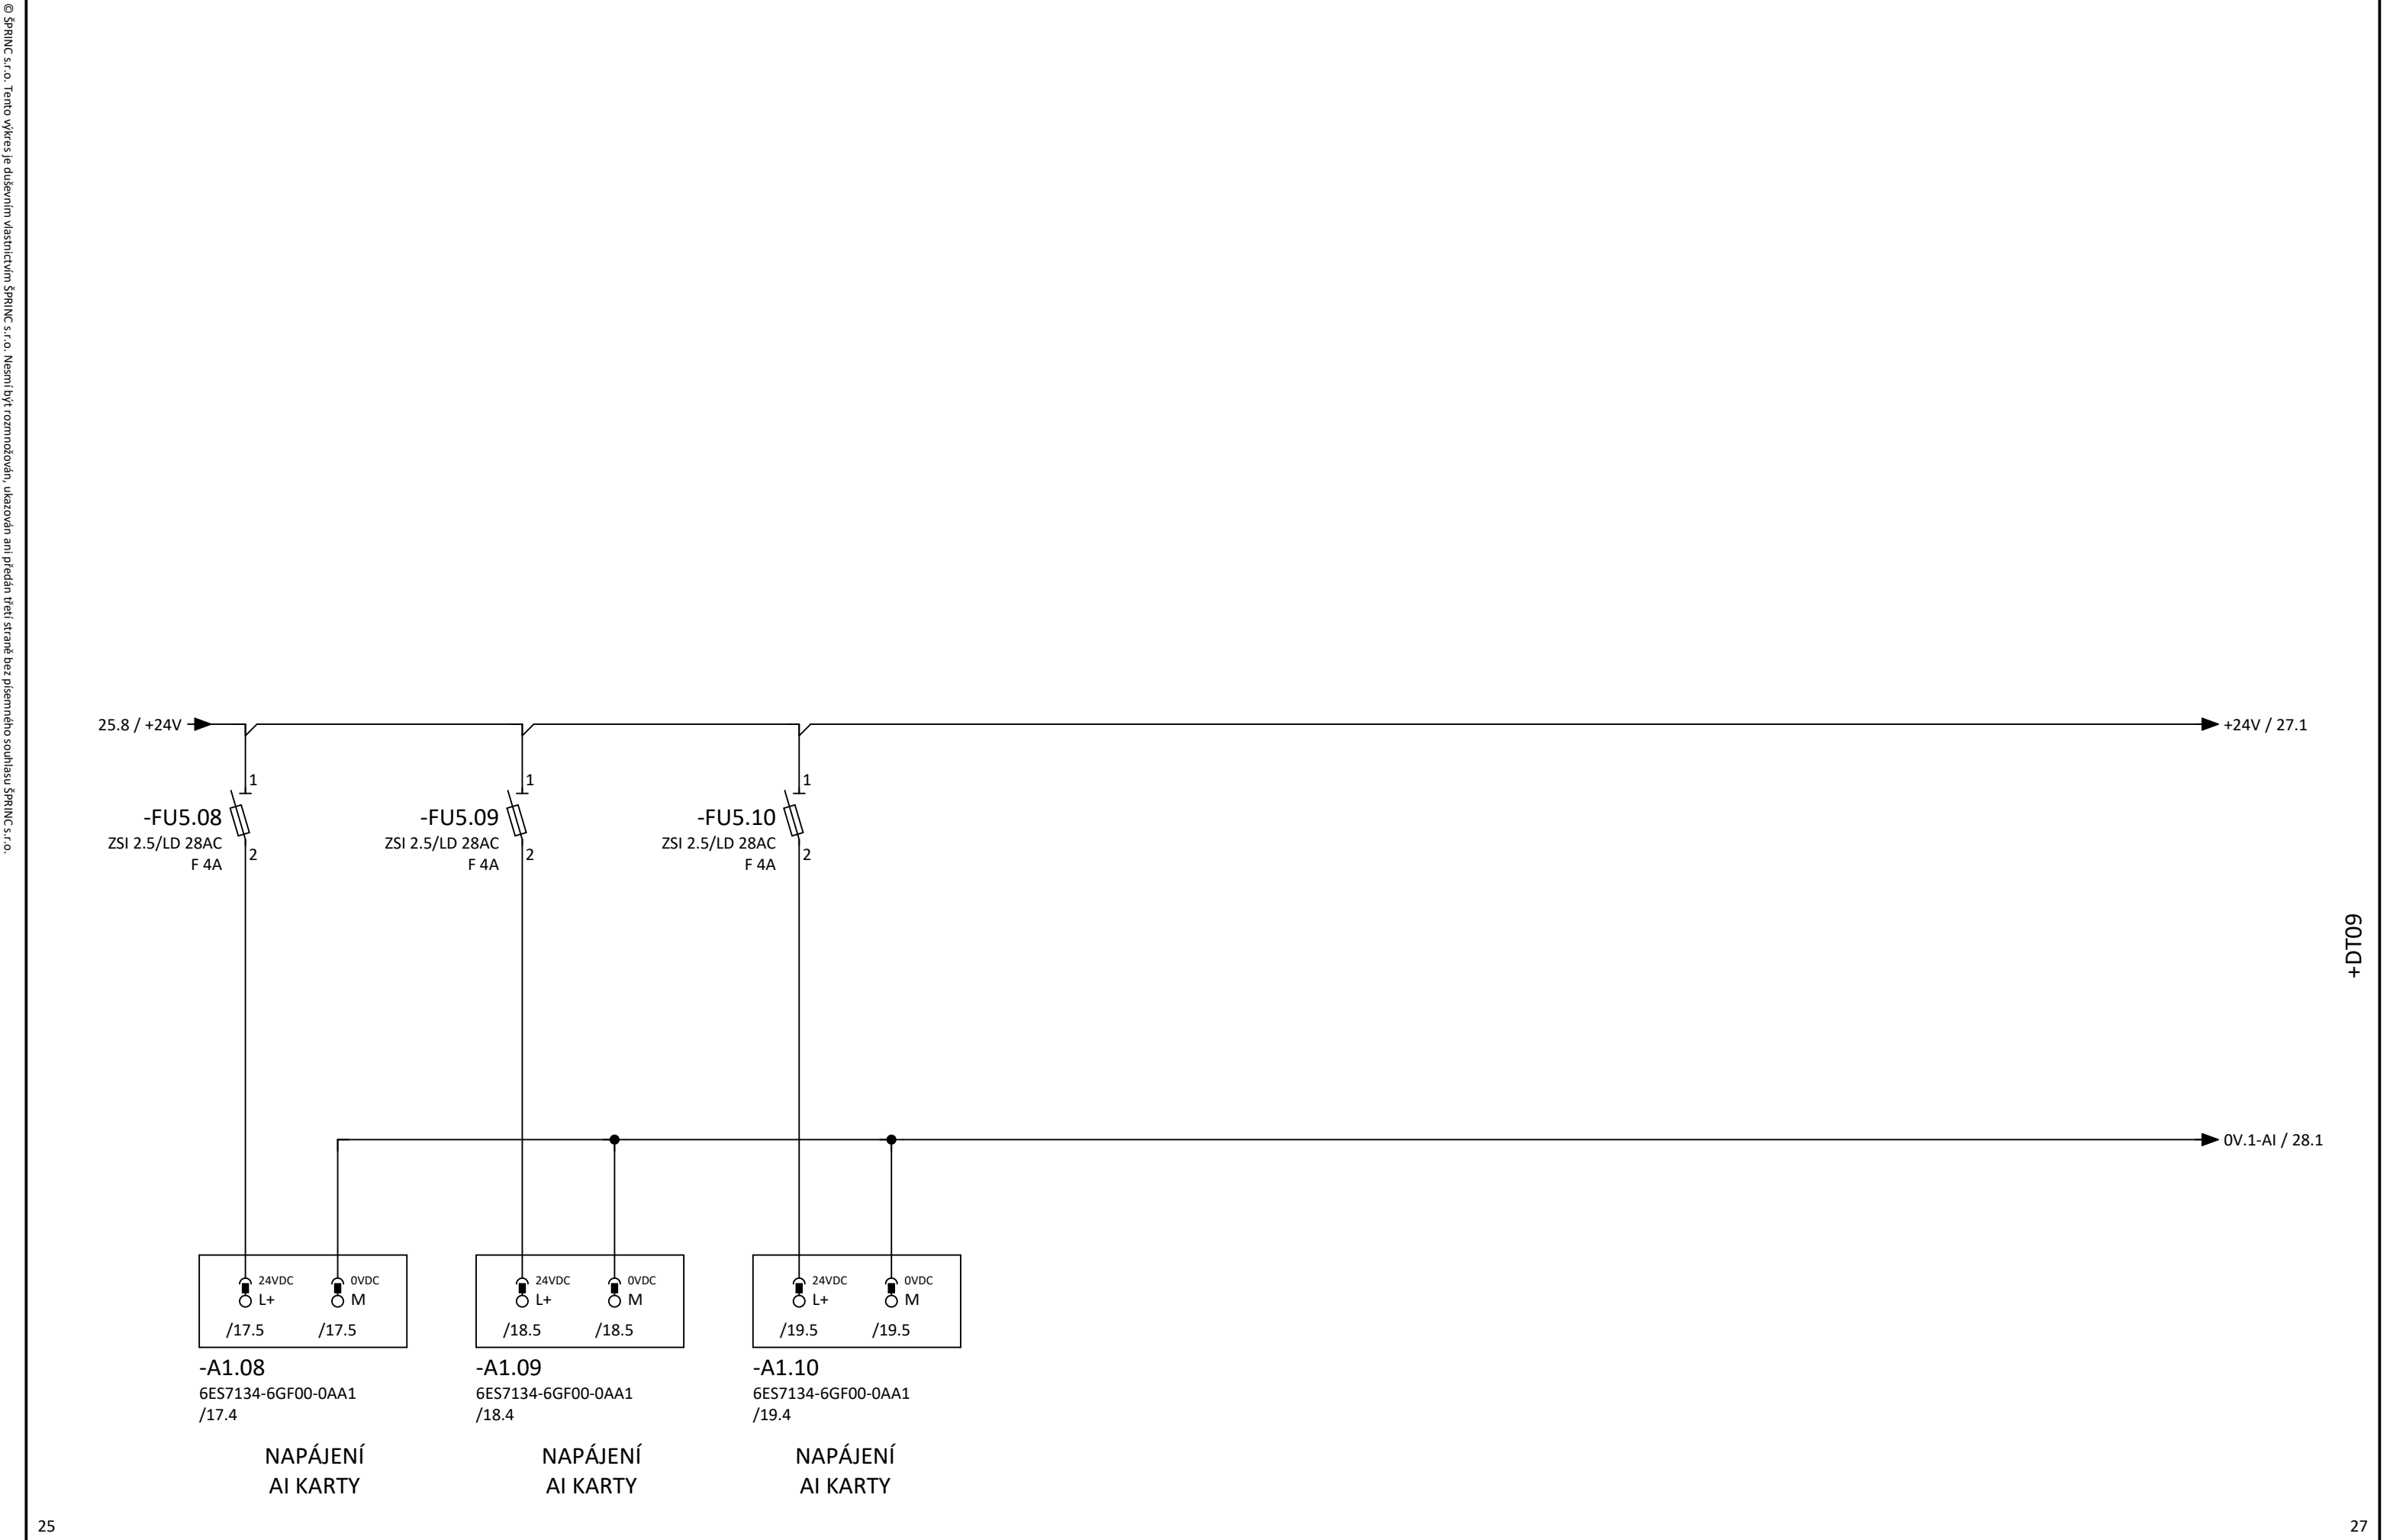 © ŠPRINC s.r.o. Tento výkres je duševním vlastnictvím ŠPRINC s.r.o. Nesmí být rozmnožován, ukazován ani předán třetí straně bez písemného souhlasu ŠPRINC s.r.o.
25.8 / +24V
+24V / 27.1
1
-FU5.08
ZSI 2.5/LD 28AC
F 4A
2
1
-FU5.09
ZSI 2.5/LD 28AC
F 4A
2
1
-FU5.10
ZSI 2.5/LD 28AC
F 4A
2
+DT09
0V.1-AI / 28.1
24VDC 0VDC
L+ M
/17.5 /17.5
-A1.08
6ES7134-6GF00-0AA1
/17.4
NAPÁJENÍ
AI KARTY
24VDC 0VDC
L+ M
/18.5 /18.5
-A1.09
6ES7134-6GF00-0AA1
/18.4
NAPÁJENÍ
AI KARTY
24VDC 0VDC
L+ M
/19.5 /19.5
-A1.10
6ES7134-6GF00-0AA1
/19.4
NAPÁJENÍ
AI KARTY
25
27